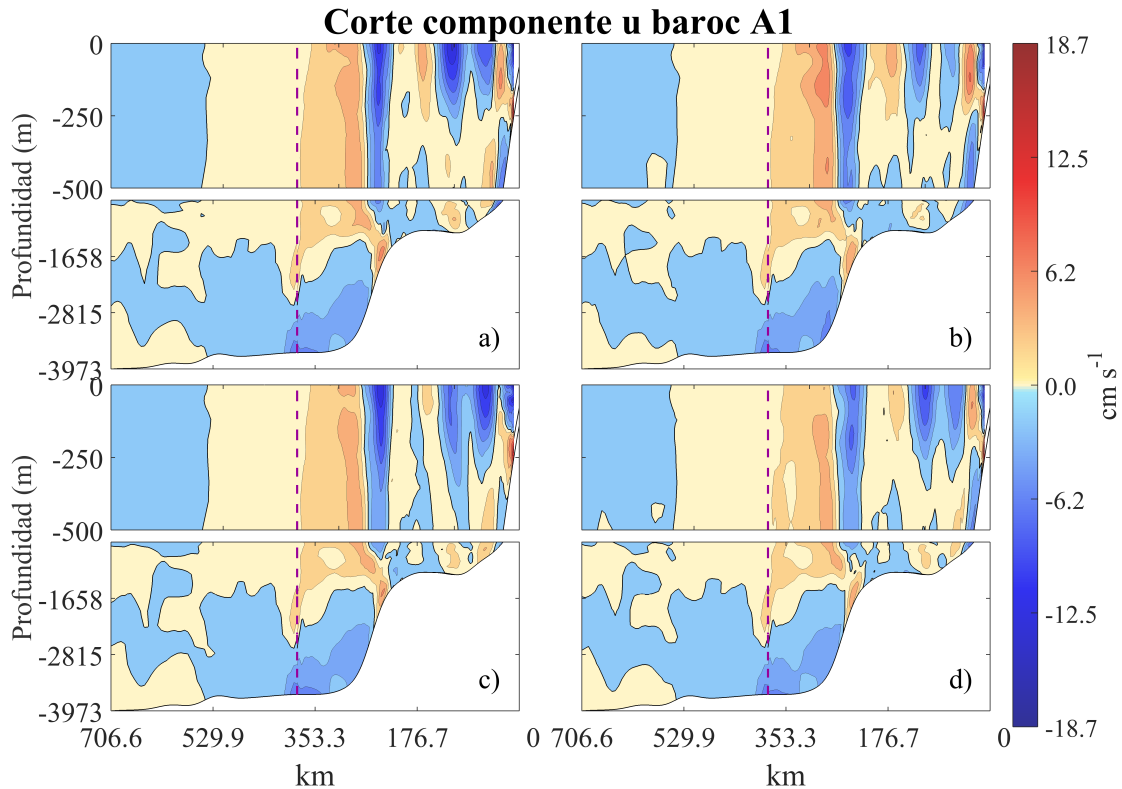 Corte componente u baroc A1
0
-250
-500
-1658
-2815
-3973
Profundidad (m)
a)
b)
0
-250
-500
-1658
-2815
-3973
Profundidad (m)
c)
d)
706.6 529.9 353.3 176.7 0
706.6 529.9 353.3 176.7 0
km
km
18.7
12.5
6.2
0.0
-6.2
-12.5
-18.7
cm s⁻¹